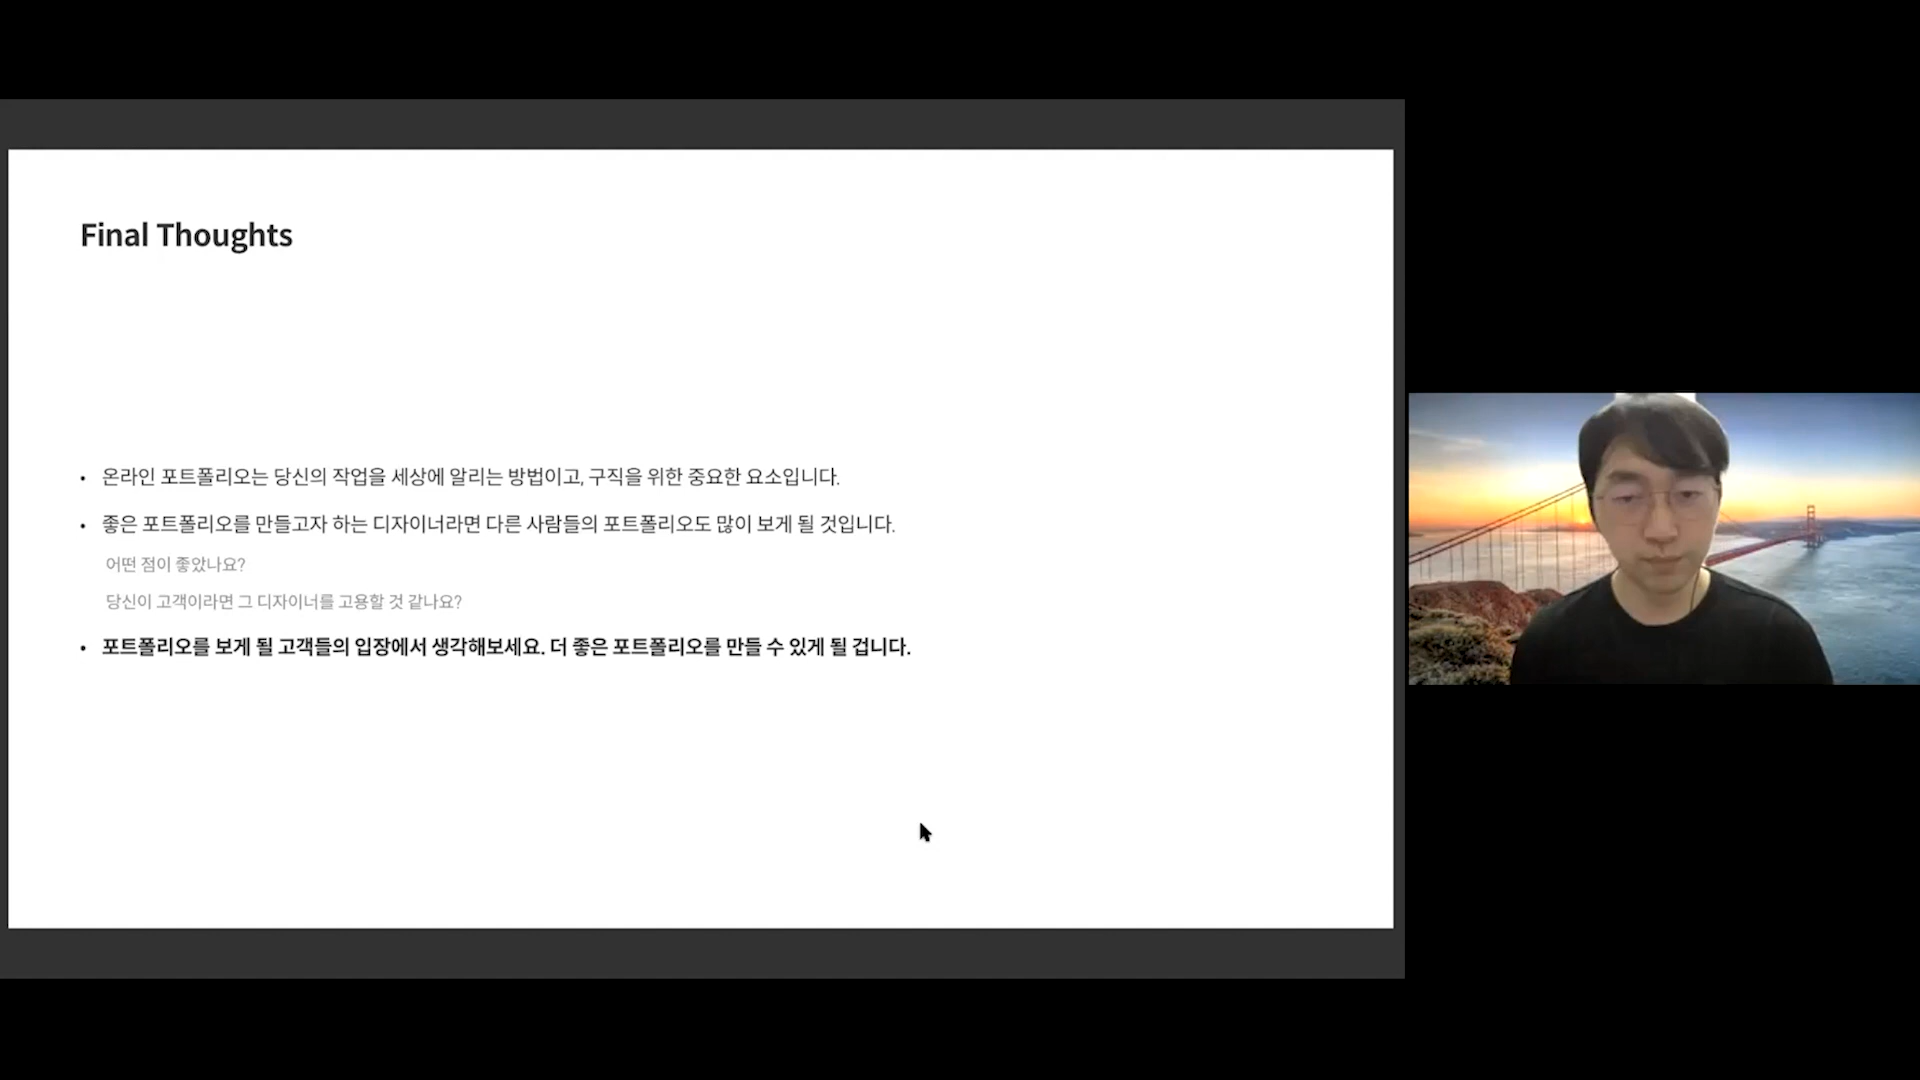 Final Thoughts
• 온라인 포트폴리오는 당신의 작업을 세상에 알리는 방법이고, 구직을 위한 중요한 요소입니다.
• 좋은 포트폴리오를 만들고자 하는 디자이너라면 다른 사람들의 포트폴리오도 많이 보게 될 것입니다.
어떤 점이 좋았나요?
당신이 고객이라면 그 디자이너를 고용할 것 같나요?
• 포트폴리오를 보게 될 고객들의 입장에서 생각해보세요. 더 좋은 포트폴리오를 만들 수 있게 될 겁니다.